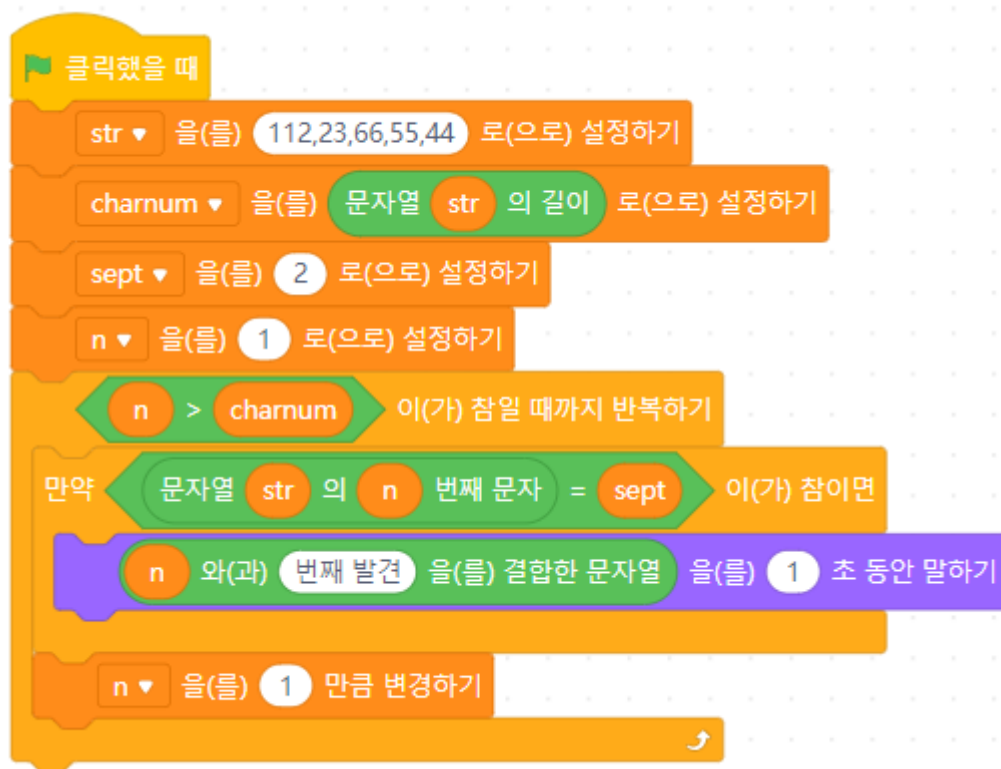 클릭했을 때
str 을(를) 112,23,66,55,44 로(으로) 설정하기
charnum 을(를) 문자열 str 의 길이 로(으로) 설정하기
sept 을(를) 2 로(으로) 설정하기
n 을(를) 1 로(으로) 설정하기
n > charnum 이(가) 참일 때까지 반복하기
만약 문자열 str 의 n 번째 문자 = sept 이(가) 참이면
n 와(과) 번째 발견 을(를) 결합한 문자열 을(를) 1 초 동안 말하기
n 을(를) 1 만큼 변경하기